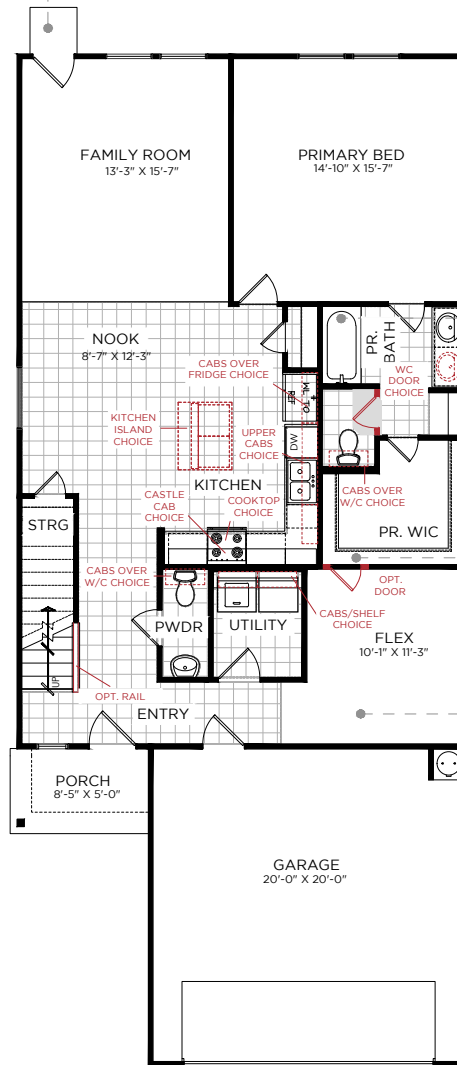 FAMILY ROOM
13'-3" X 15'-7"
PRIMARY BED
14'-10" X 15'-7"
NOOK
8'-7" X 12'-3"
PR.
BATH
CABS OVER
FRIDGE CHOICE
WC
DOOR
CHOICE
REF
KITCHEN
ISLAND
CHOICE
UPPER
CABS
CHOICE
DW
KITCHEN
CASTLE
CAB
CHOICE
COOKTOP
CHOICE
CABS OVER
W/C CHOICE
STRG
PR. WIC
CABS OVER
W/C CHOICE
OPT.
DOOR
PWDR
UTILITY
CABS/SHELF
CHOICE
FLEX
10'-1" X 11'-3"
UP
OPT. RAIL
ENTRY
PORCH
8'-5" X 5'-0"
GARAGE
20'-0" X 20'-0"